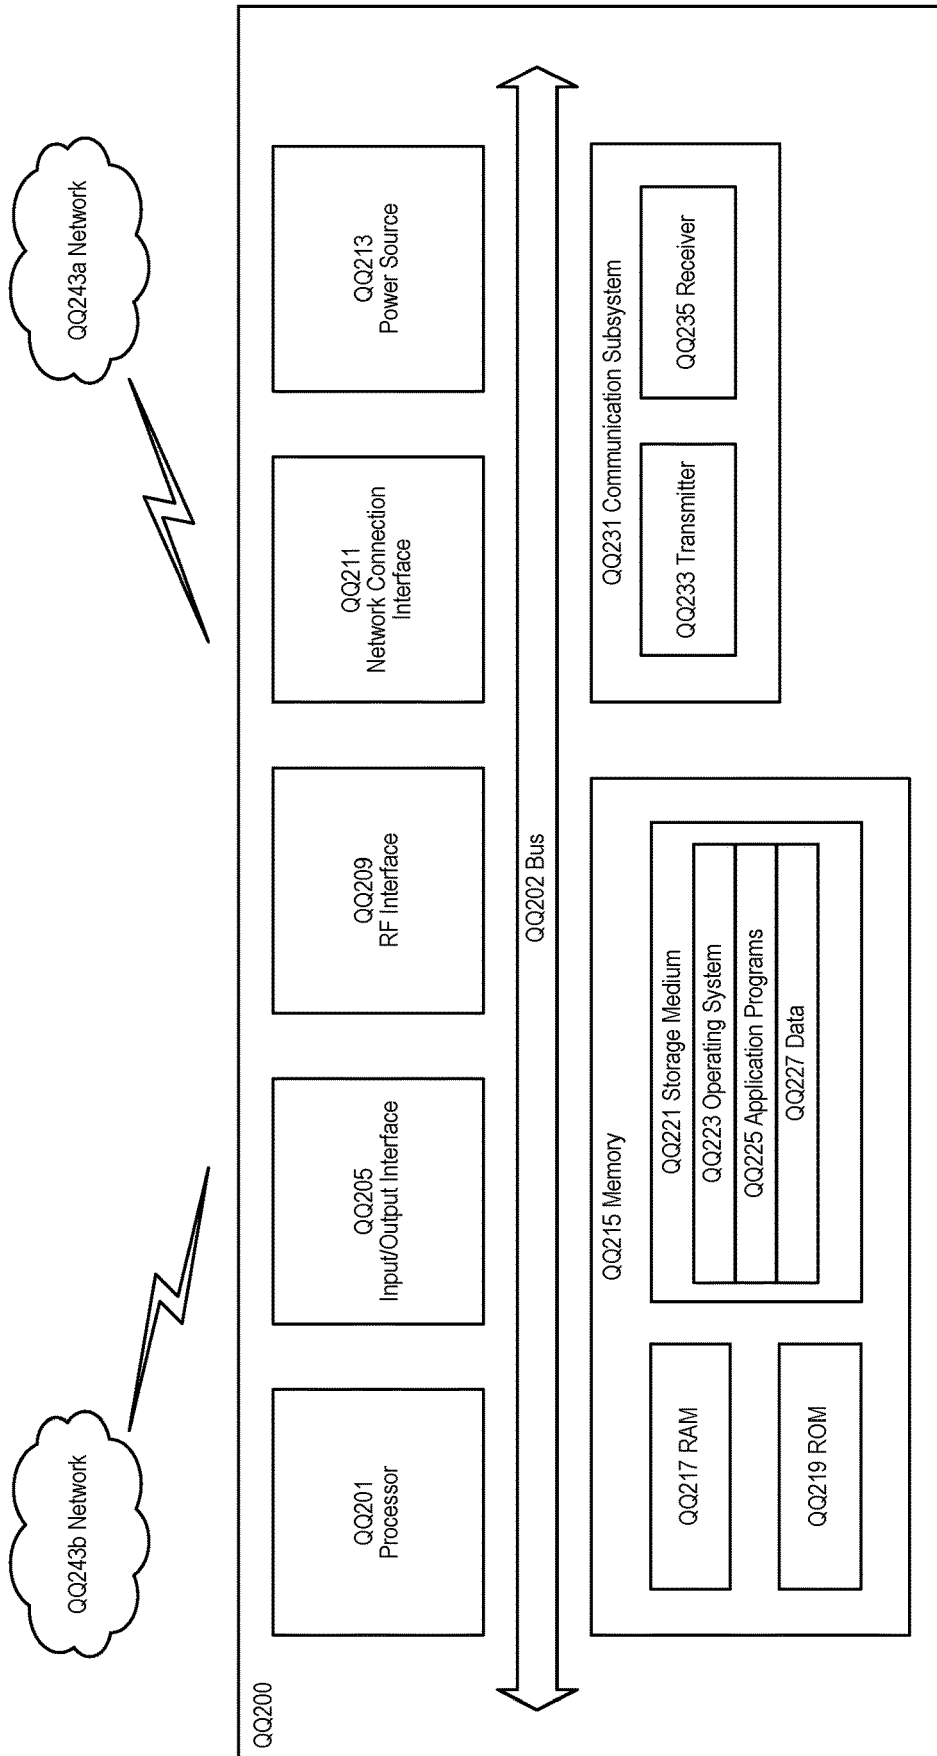 QQ243b Network
QQ243a Network
QQ200
QQ201
Processor
QQ205
Input/Output Interface
QQ209
RF Interface
QQ211
Network Connection
Interface
QQ213
Power Source
QQ202 Bus
QQ215 Memory
QQ217 RAM
QQ219 ROM
QQ221 Storage Medium
QQ223 Operating System
QQ225 Application Programs
QQ227 Data
QQ231 Communication Subsystem
QQ233 Transmitter
QQ235 Receiver